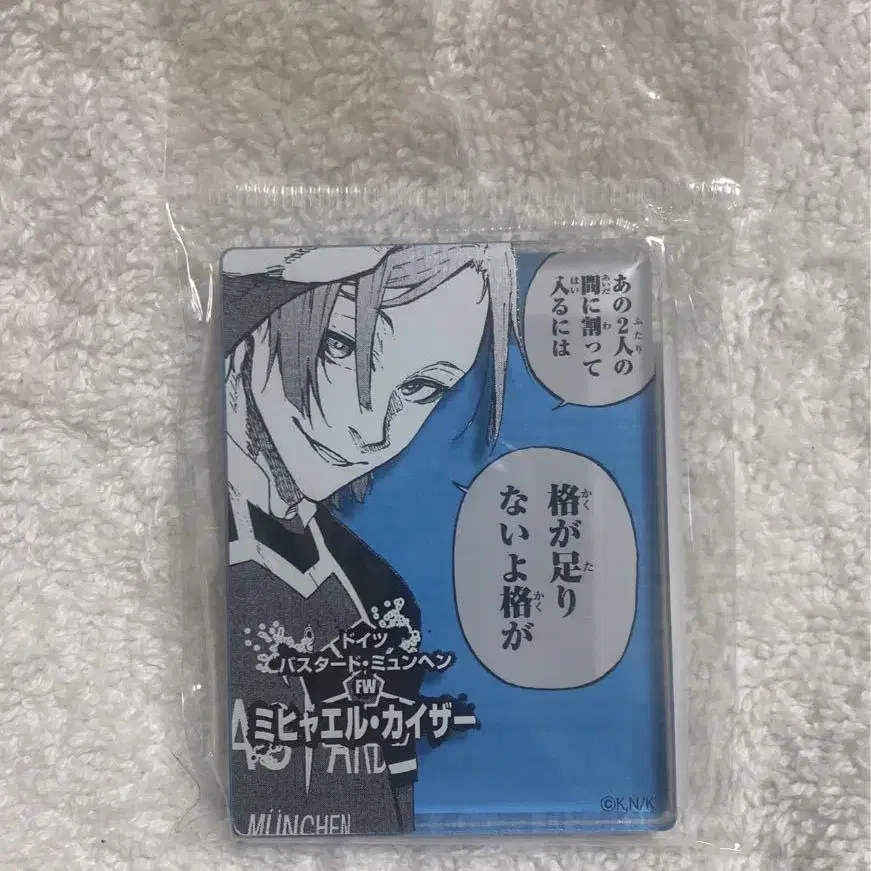 あの2人の
間に割って
入るには
格が足り
ないよ格が
ドイツ
バスタード・ミュンヘン
FW
ミヒャエル・カイザー
MÜNCHEN
©K,N/K